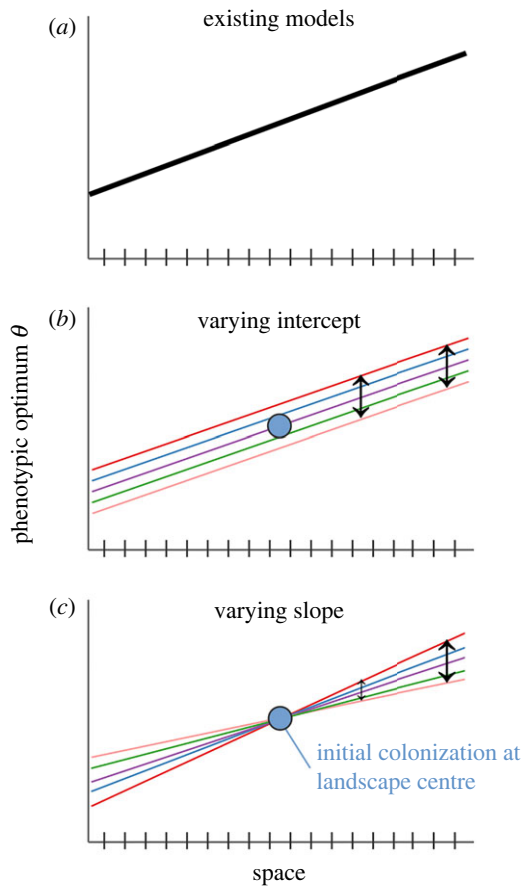 (a)
existing models
(b)
varying intercept
phenotypic optimum θ
(c)
varying slope
initial colonization at
landscape centre
space